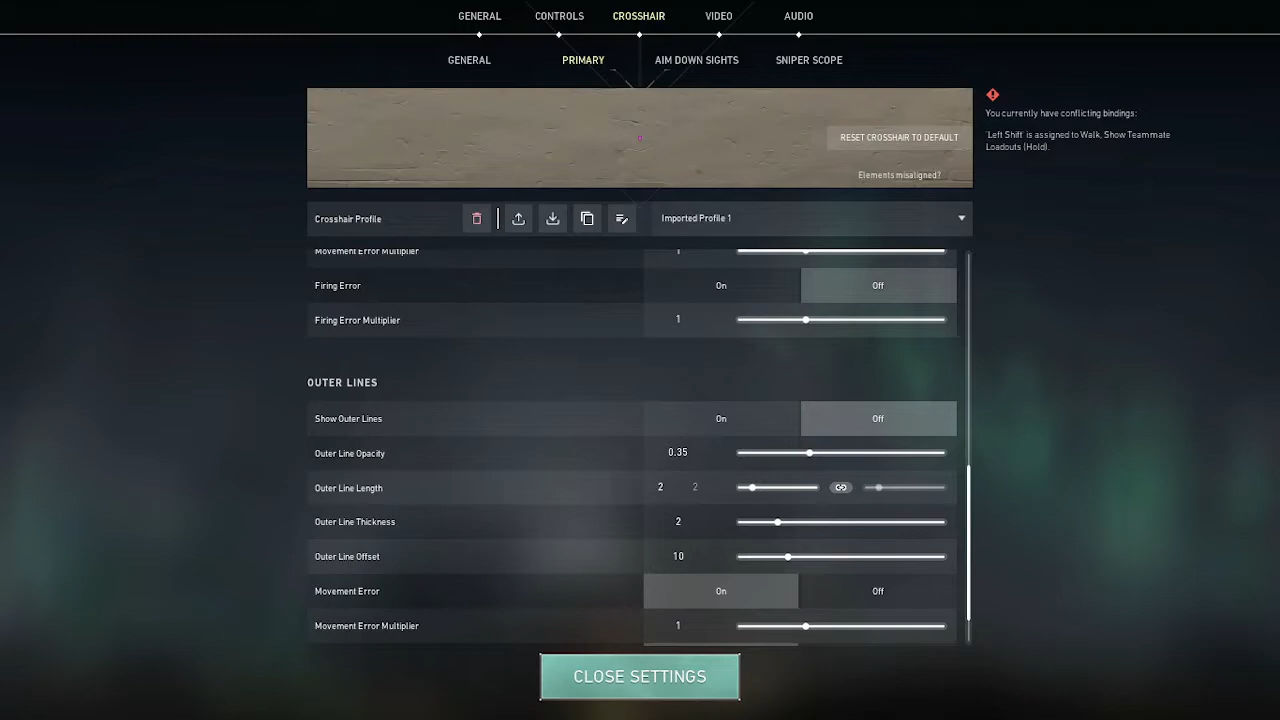 GENERAL CONTROLS CROSSHAIR VIDEO AUDIO
GENERAL PRIMARY AIM DOWN SIGHTS SNIPER SCOPE
RESET CROSSHAIR TO DEFAULT
Elements misaligned?
You currently have conflicting bindings:
'Left Shift' is assigned to Walk, Show Teammate
Loadouts (Hold).
Crosshair Profile Imported Profile 1
Movement Error Multiplier 1
Firing Error On Off
Firing Error Multiplier 1
OUTER LINES
Show Outer Lines On Off
Outer Line Opacity 0.35
Outer Line Length 2 2
Outer Line Thickness 2
Outer Line Offset 10
Movement Error On Off
Movement Error Multiplier 1
CLOSE SETTINGS